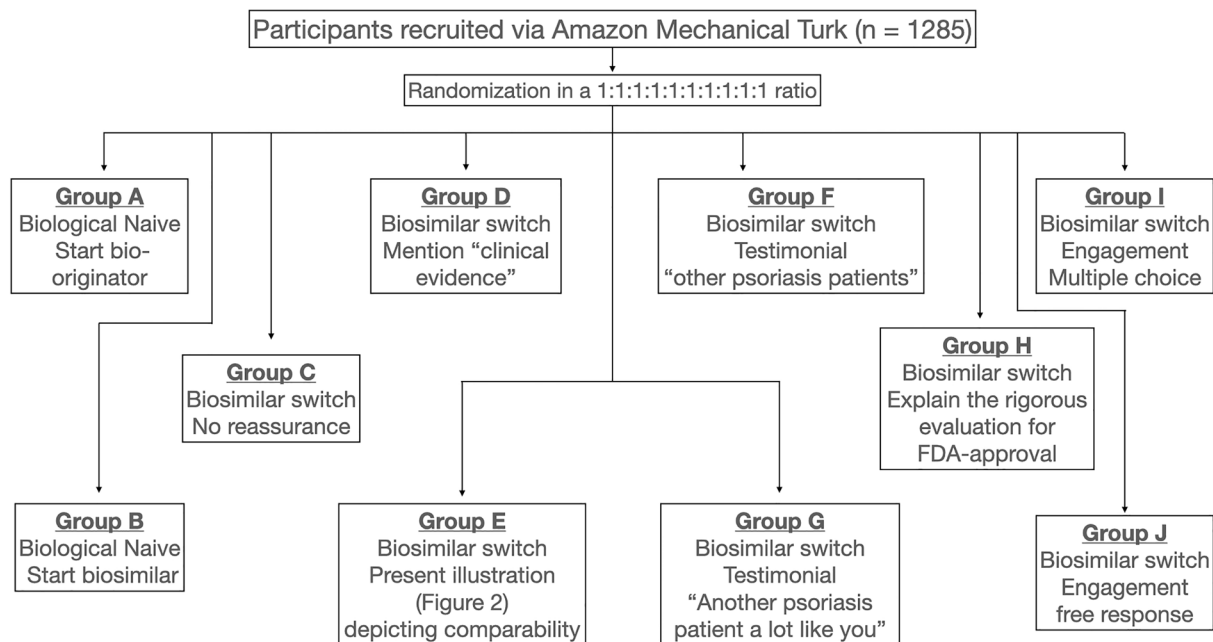 Participants recruited via Amazon Mechanical Turk (n = 1285)
Randomization in a 1:1:1:1:1:1:1:1:1:1 ratio
Group A
Biological Naive
Start bio-
originator
Group D
Biosimilar switch
Mention “clinical
evidence”
Group F
Biosimilar switch
Testimonial
“other psoriasis patients”
Group I
Biosimilar switch
Engagement
Multiple choice
Group C
Biosimilar switch
No reassurance
Group H
Biosimilar switch
Explain the rigorous
evaluation for
FDA-approval
Group B
Biological Naive
Start biosimilar
Group E
Biosimilar switch
Present illustration
(Figure 2)
depicting comparability
Group G
Biosimilar switch
Testimonial
“Another psoriasis
patient a lot like you”
Group J
Biosimilar switch
Engagement
free response